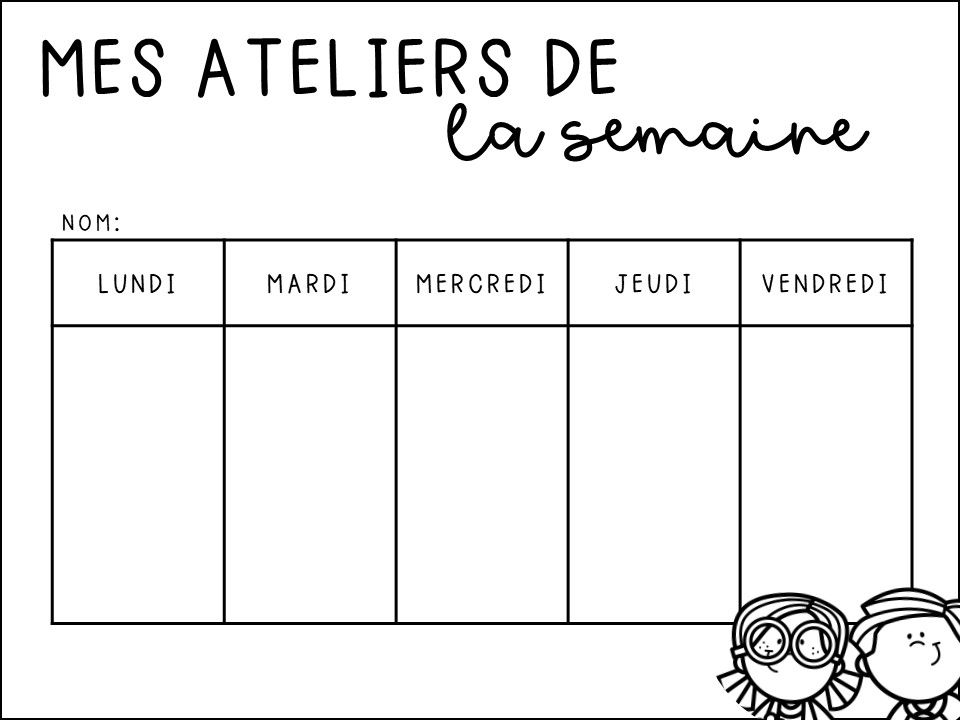 MES ATELIERS DE
la semaine
NOM:
LUNDI MARDI MERCREDI JEUDI VENDREDI